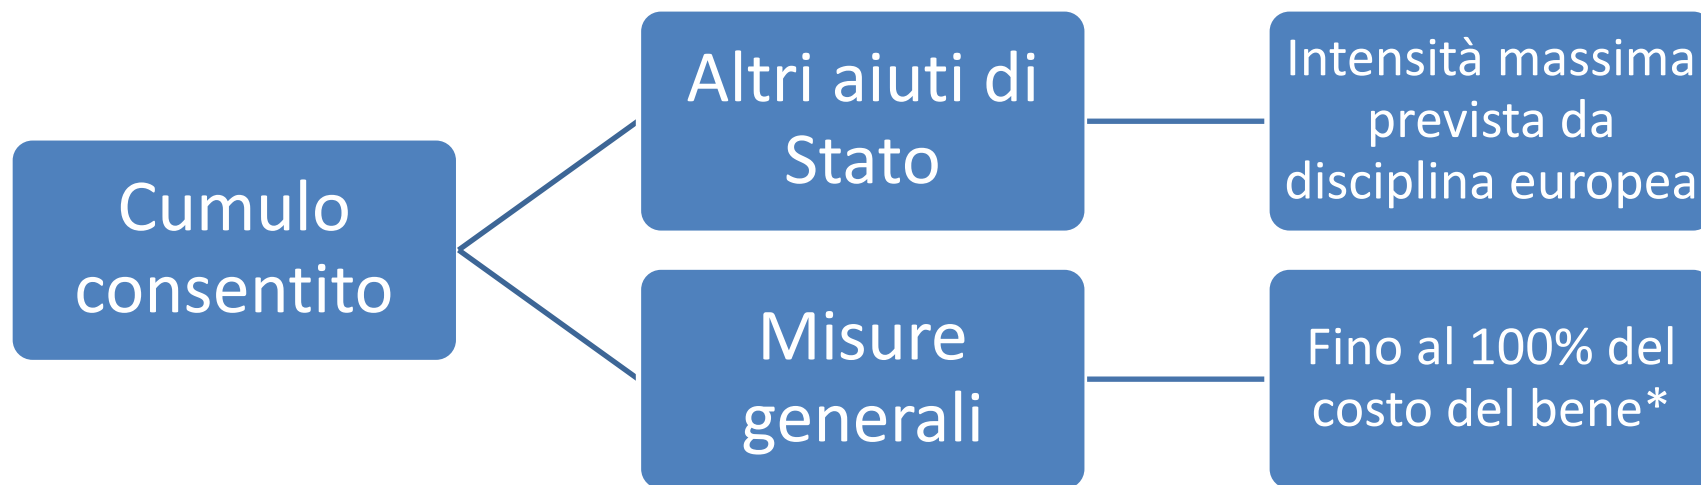 Cumulo
consentito
Altri aiuti di
Stato
Intensità massima
prevista da
disciplina europea
Misure
generali
Fino al 100% del
costo del bene*